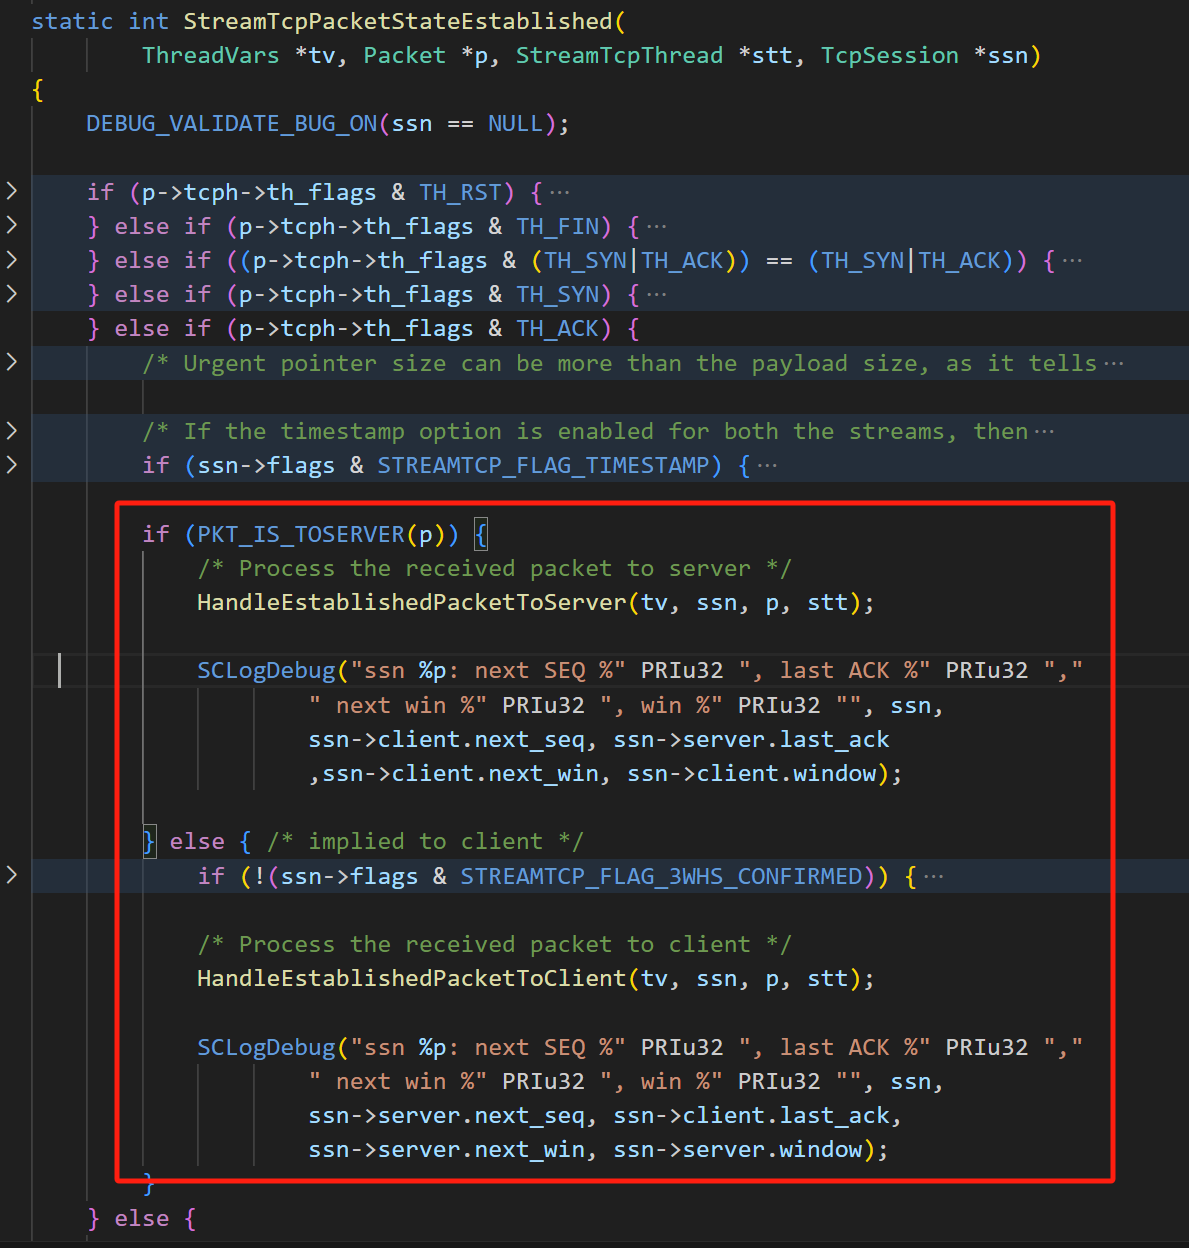 static int StreamTcpPacketStateEstablished(
        ThreadVars *tv, Packet *p, StreamTcpThread *stt, TcpSession *ssn)
{
    DEBUG_VALIDATE_BUG_ON(ssn == NULL);

    if (p->tcph->th_flags & TH_RST) {···
    } else if (p->tcph->th_flags & TH_FIN) {···
    } else if ((p->tcph->th_flags & (TH_SYN|TH_ACK)) == (TH_SYN|TH_ACK)) {···
    } else if (p->tcph->th_flags & TH_SYN) {···
    } else if (p->tcph->th_flags & TH_ACK) {
        /* Urgent pointer size can be more than the payload size, as it tells···

        /* If the timestamp option is enabled for both the streams, then···
        if (ssn->flags & STREAMTCP_FLAG_TIMESTAMP) {···

        if (PKT_IS_TOSERVER(p)) {
            /* Process the received packet to server */
            HandleEstablishedPacketToServer(tv, ssn, p, stt);

            SCLogDebug("ssn %p: next SEQ %" PRIu32 ", last ACK %" PRIu32 ","
                    " next win %" PRIu32 ", win %" PRIu32 "", ssn,
                    ssn->client.next_seq, ssn->server.last_ack
                    ,ssn->client.next_win, ssn->client.window);

        } else { /* implied to client */
            if (!(ssn->flags & STREAMTCP_FLAG_3WHS_CONFIRMED)) {···

            /* Process the received packet to client */
            HandleEstablishedPacketToClient(tv, ssn, p, stt);

            SCLogDebug("ssn %p: next SEQ %" PRIu32 ", last ACK %" PRIu32 ","
                    " next win %" PRIu32 ", win %" PRIu32 "", ssn,
                    ssn->server.next_seq, ssn->client.last_ack,
                    ssn->server.next_win, ssn->server.window);
        }
    } else {